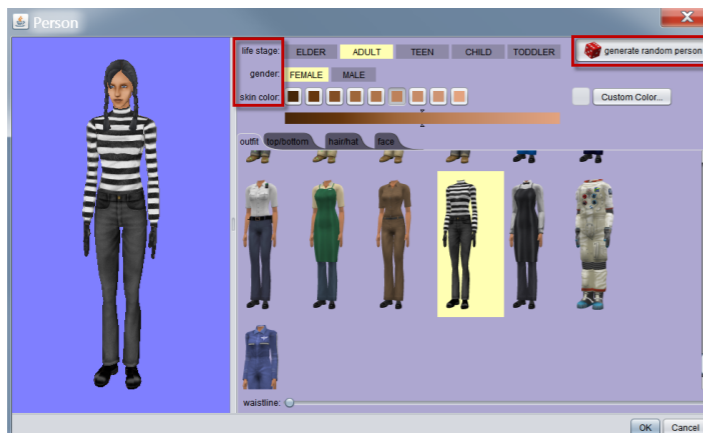 Person
life stage: ELDER ADULT TEEN CHILD TODDLER generate random person
gender: FEMALE MALE
skin color: Custom Color...
outfit top/bottom hair/hat face
waistline:
OK Cancel